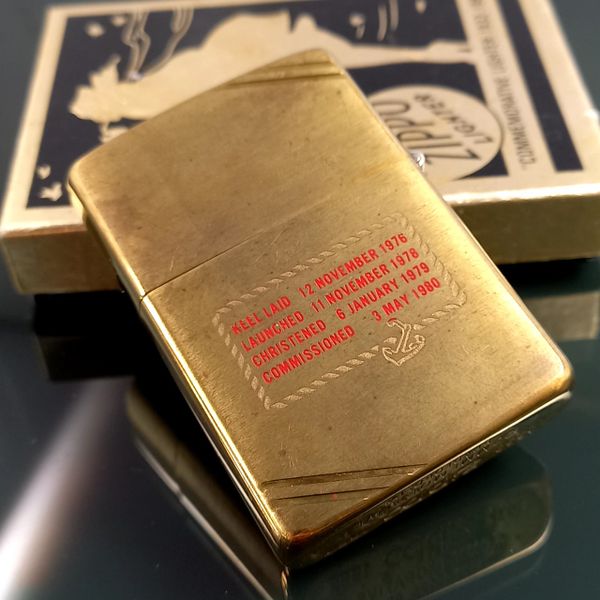 "COMMEMORATIVE
ZIPPO
LIGHTER
KEEL LAID 12 NOVEMBER 1976
LAUNCHED 11 NOVEMBER 1978
CHRISTENED 6 JANUARY 1979
COMMISSIONED 3 MAY 1980